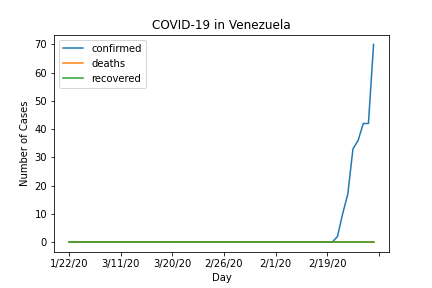 COVID-19 in Venezuela
confirmed
deaths
recovered
Number of Cases
70
60
50
40
30
20
10
0
1/22/20 3/11/20 3/20/20 2/26/20 2/1/20 2/19/20
Day